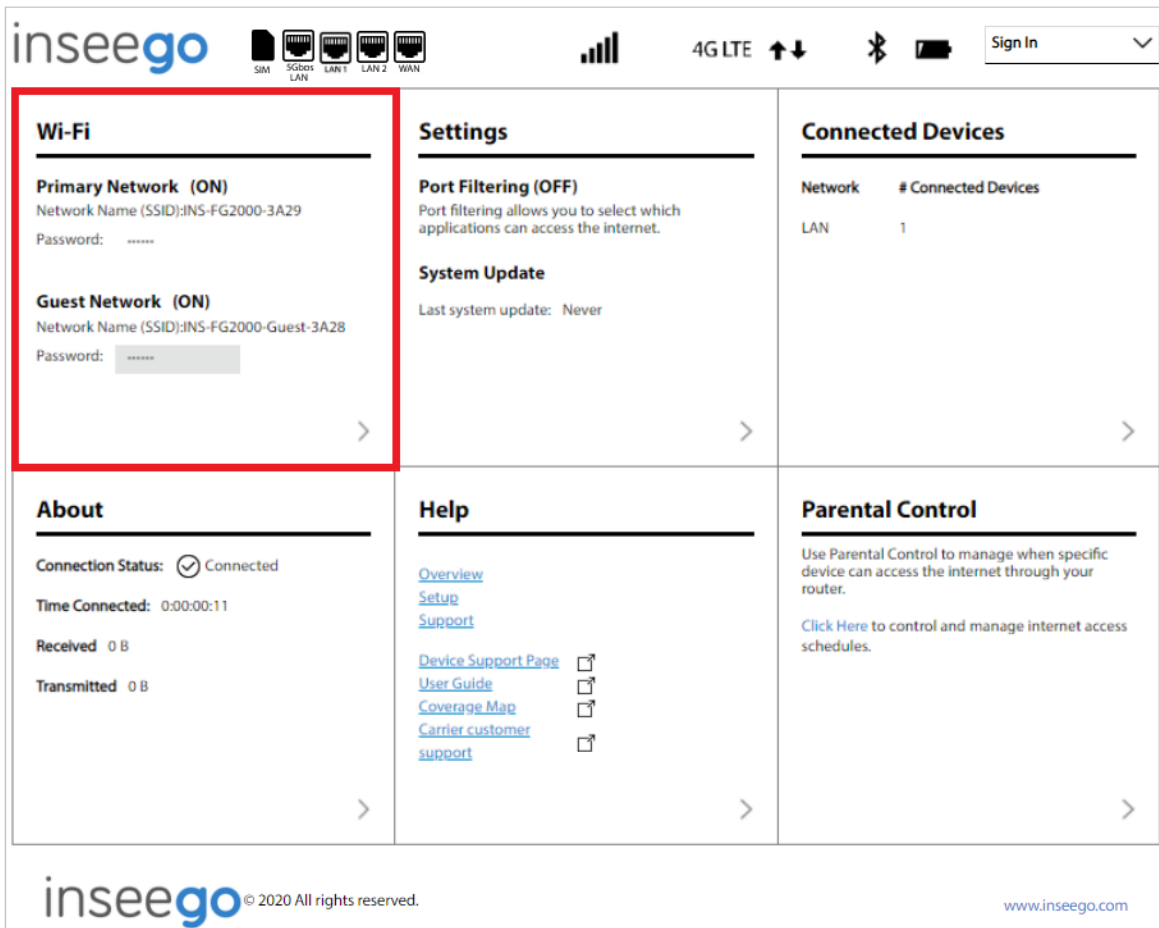 inseego
SIM
5Gbos
LAN
LAN 1
LAN 2
WAN
4G LTE
Sign In
Wi-Fi
Primary Network (ON)
Network Name (SSID):INS-FG2000-3A29
Password: ······
Guest Network (ON)
Network Name (SSID):INS-FG2000-Guest-3A28
Password: ······
Settings
Port Filtering (OFF)
Port filtering allows you to select which
applications can access the internet.
System Update
Last system update: Never
Connected Devices
Network # Connected Devices
LAN 1
About
Connection Status: Connected
Time Connected: 0:00:00:11
Received 0 B
Transmitted 0 B
Help
Overview
Setup
Support
Device Support Page
User Guide
Coverage Map
Carrier customer
support
Parental Control
Use Parental Control to manage when specific
device can access the internet through your
router.
Click Here to control and manage internet access
schedules.
inseego © 2020 All rights reserved.
www.inseego.com